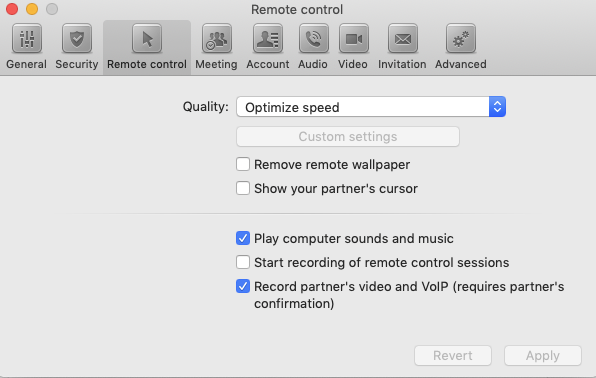 Remote control
General Security Remote control Meeting Account Audio Video Invitation Advanced
Quality: Optimize speed
Custom settings
Remove remote wallpaper
Show your partner's cursor
Play computer sounds and music
Start recording of remote control sessions
Record partner's video and VoIP (requires partner's
confirmation)
Revert Apply